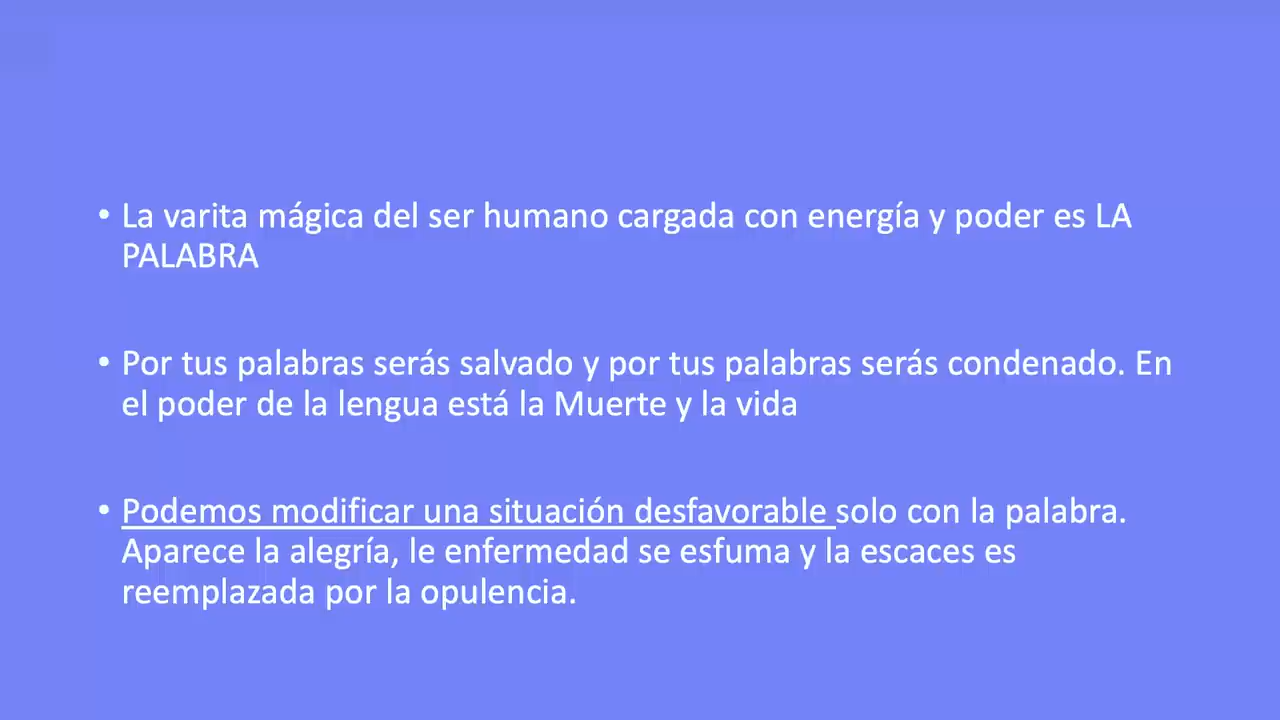 • La varita mágica del ser humano cargada con energía y poder es LA
PALABRA
• Por tus palabras serás salvado y por tus palabras serás condenado. En
el poder de la lengua está la Muerte y la vida
• Podemos modificar una situación desfavorable solo con la palabra.
Aparece la alegría, le enfermedad se esfuma y la escaces es
reemplazada por la opulencia.